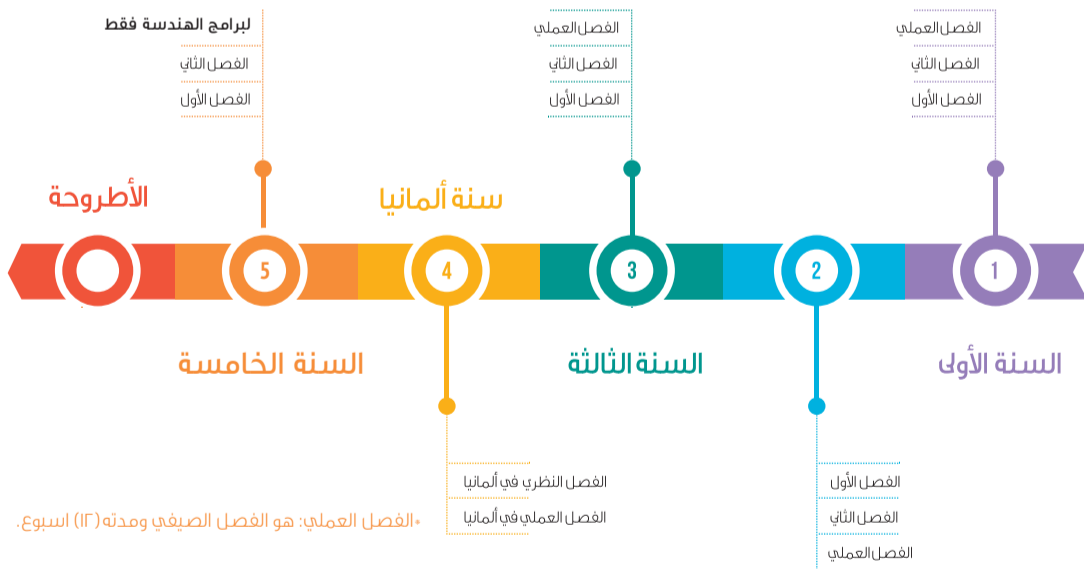 الفصل العملي
الفصل الثاني
الفصل الأول
1
السنة الأولى
2
الفصل الأول
الفصل الثاني
الفصل العملي
الفصل العملي
الفصل الثاني
الفصل الأول
3
السنة الثالثة
سنة ألمانيا
4
الفصل النظري في ألمانيا
الفصل العملي في ألمانيا
لبرامج الهندسة فقط
الفصل الثاني
الفصل الأول
5
السنة الخامسة
الأطروحة
*الفصل العملي: هو الفصل الصيفي ومدته (١٢) اسبوع.